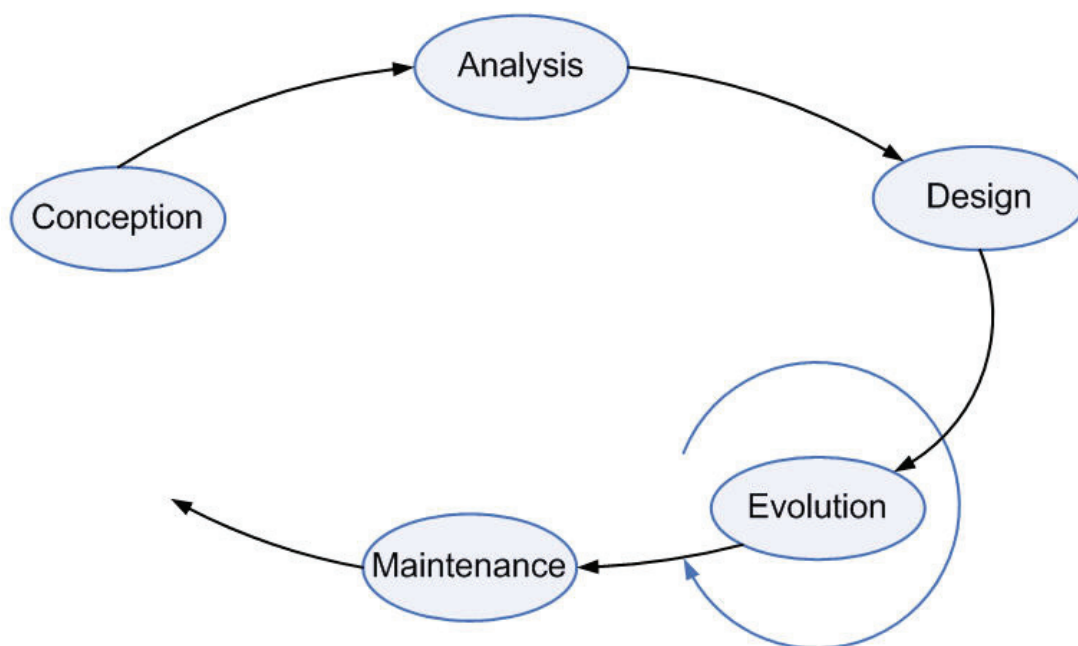 Conception
Analysis
Design
Evolution
Maintenance